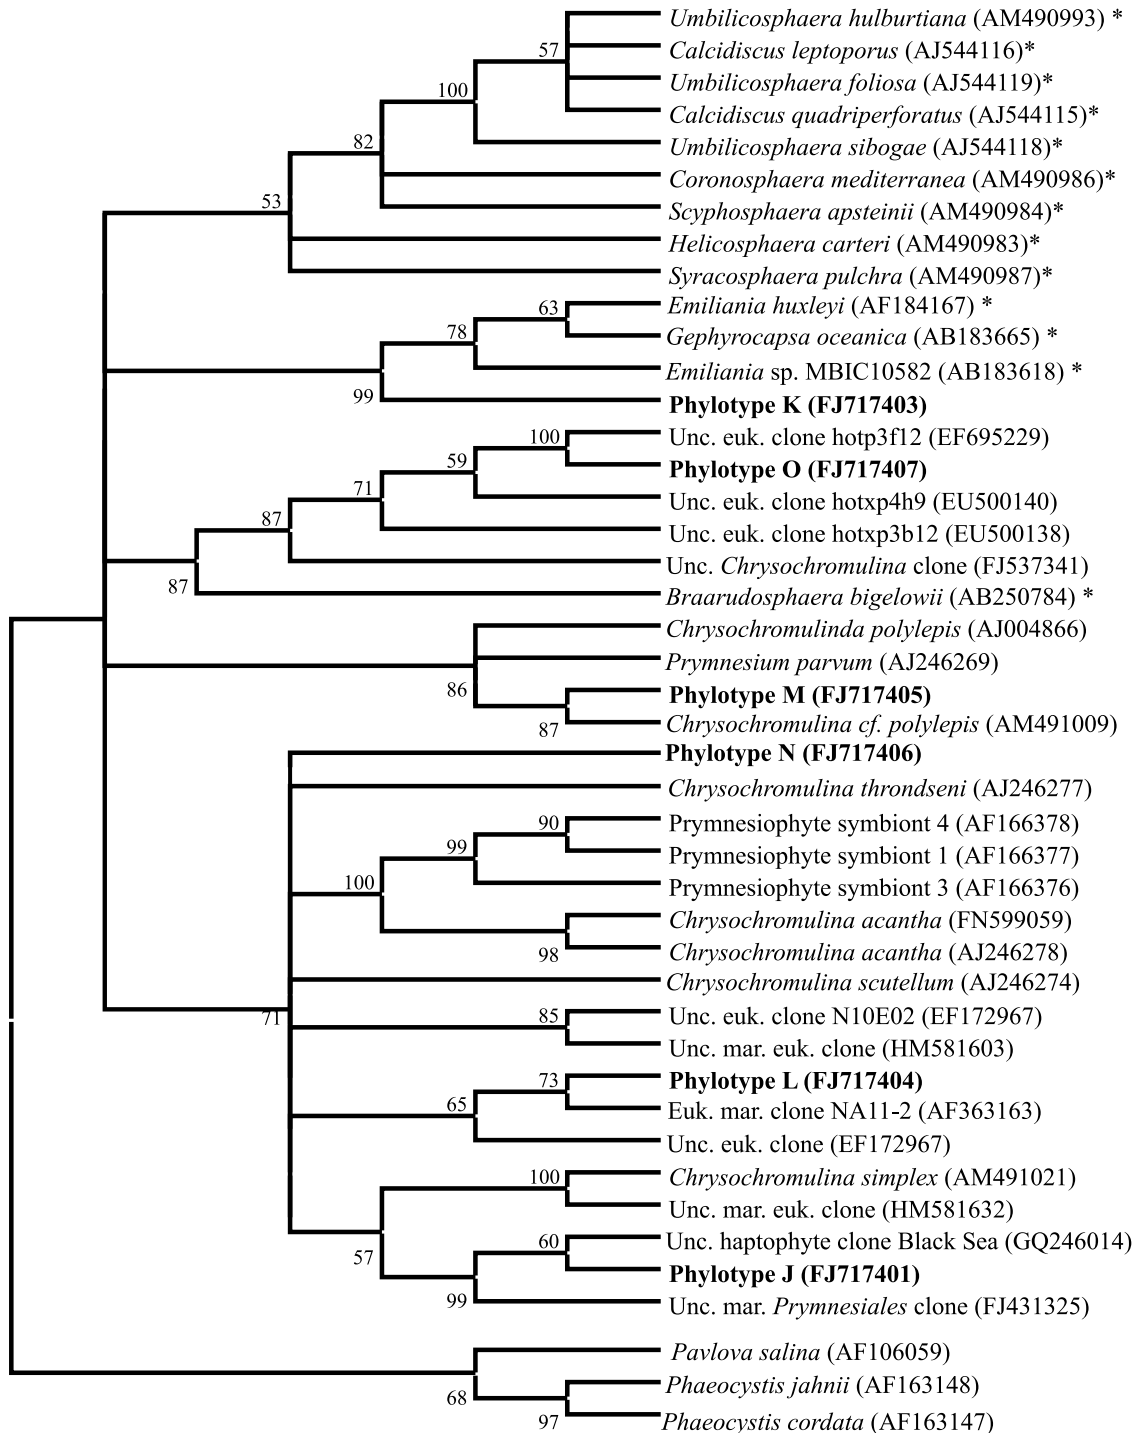 Umbilicosphaera hulburtiana (AM490993) *
57
Calcidiscus leptoporus (AJ544116)*
Umbilicosphaera foliosa (AJ544119)*
100
Calcidiscus quadriperforatus (AJ544115)*
82
Umbilicosphaera sibogae (AJ544118)*
Coronosphaera mediterranea (AM490986)*
53
Scyphosphaera apsteinii (AM490984)*
Helicosphaera carteri (AM490983)*
Syracosphaera pulchra (AM490987)*
63
Emiliania huxleyi (AF184167) *
78
Gephyrocapsa oceanica (AB183665) *
Emiliania sp. MBIC10582 (AB183618) *
99
Phylotype K (FJ717403)
100
Unc. euk. clone hotp3f12 (EF695229)
59
Phylotype O (FJ717407)
71
Unc. euk. clone hotxp4h9 (EU500140)
87
Unc. euk. clone hotxp3b12 (EU500138)
Unc. Chrysochromulina clone (FJ537341)
87
Braarudosphaera bigelowii (AB250784) *
Chrysochromulinda polylepis (AJ004866)
Prymnesium parvum (AJ246269)
86
Phylotype M (FJ717405)
87
Chrysochromulina cf. polylepis (AM491009)
Phylotype N (FJ717406)
Chrysochromulina throndseni (AJ246277)
90
Prymnesiophyte symbiont 4 (AF166378)
99
Prymnesiophyte symbiont 1 (AF166377)
100
Prymnesiophyte symbiont 3 (AF166376)
Chrysochromulina acantha (FN599059)
98
Chrysochromulina acantha (AJ246278)
Chrysochromulina scutellum (AJ246274)
71
85
Unc. euk. clone N10E02 (EF172967)
Unc. mar. euk. clone (HM581603)
73
Phylotype L (FJ717404)
65
Euk. mar. clone NA11-2 (AF363163)
Unc. euk. clone (EF172967)
100
Chrysochromulina simplex (AM491021)
Unc. mar. euk. clone (HM581632)
57
60
Unc. haptophyte clone Black Sea (GQ246014)
Phylotype J (FJ717401)
99
Unc. mar. Prymnesiales clone (FJ431325)
Pavlova salina (AF106059)
68
Phaeocystis jahnii (AF163148)
97
Phaeocystis cordata (AF163147)